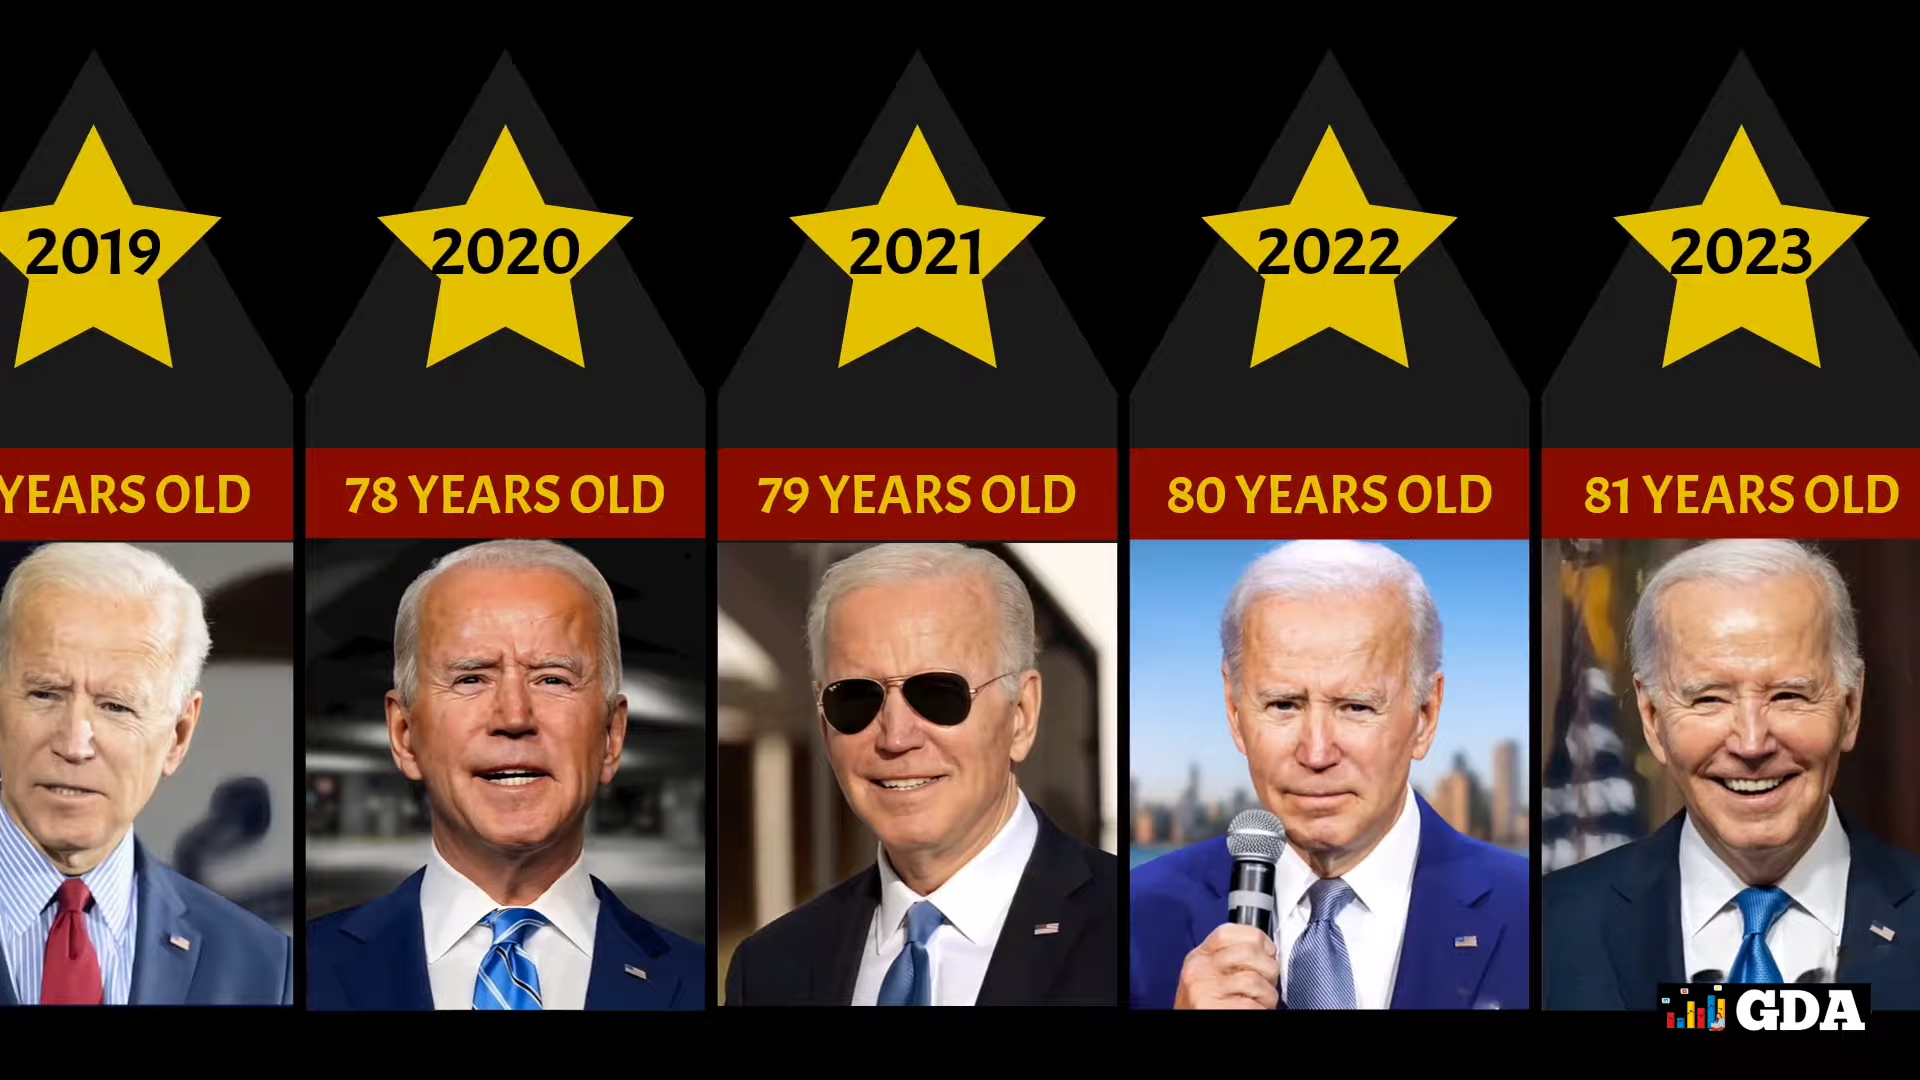 2019
2020
2021
2022
2023
YEARS OLD
78 YEARS OLD
79 YEARS OLD
80 YEARS OLD
81 YEARS OLD
GDA